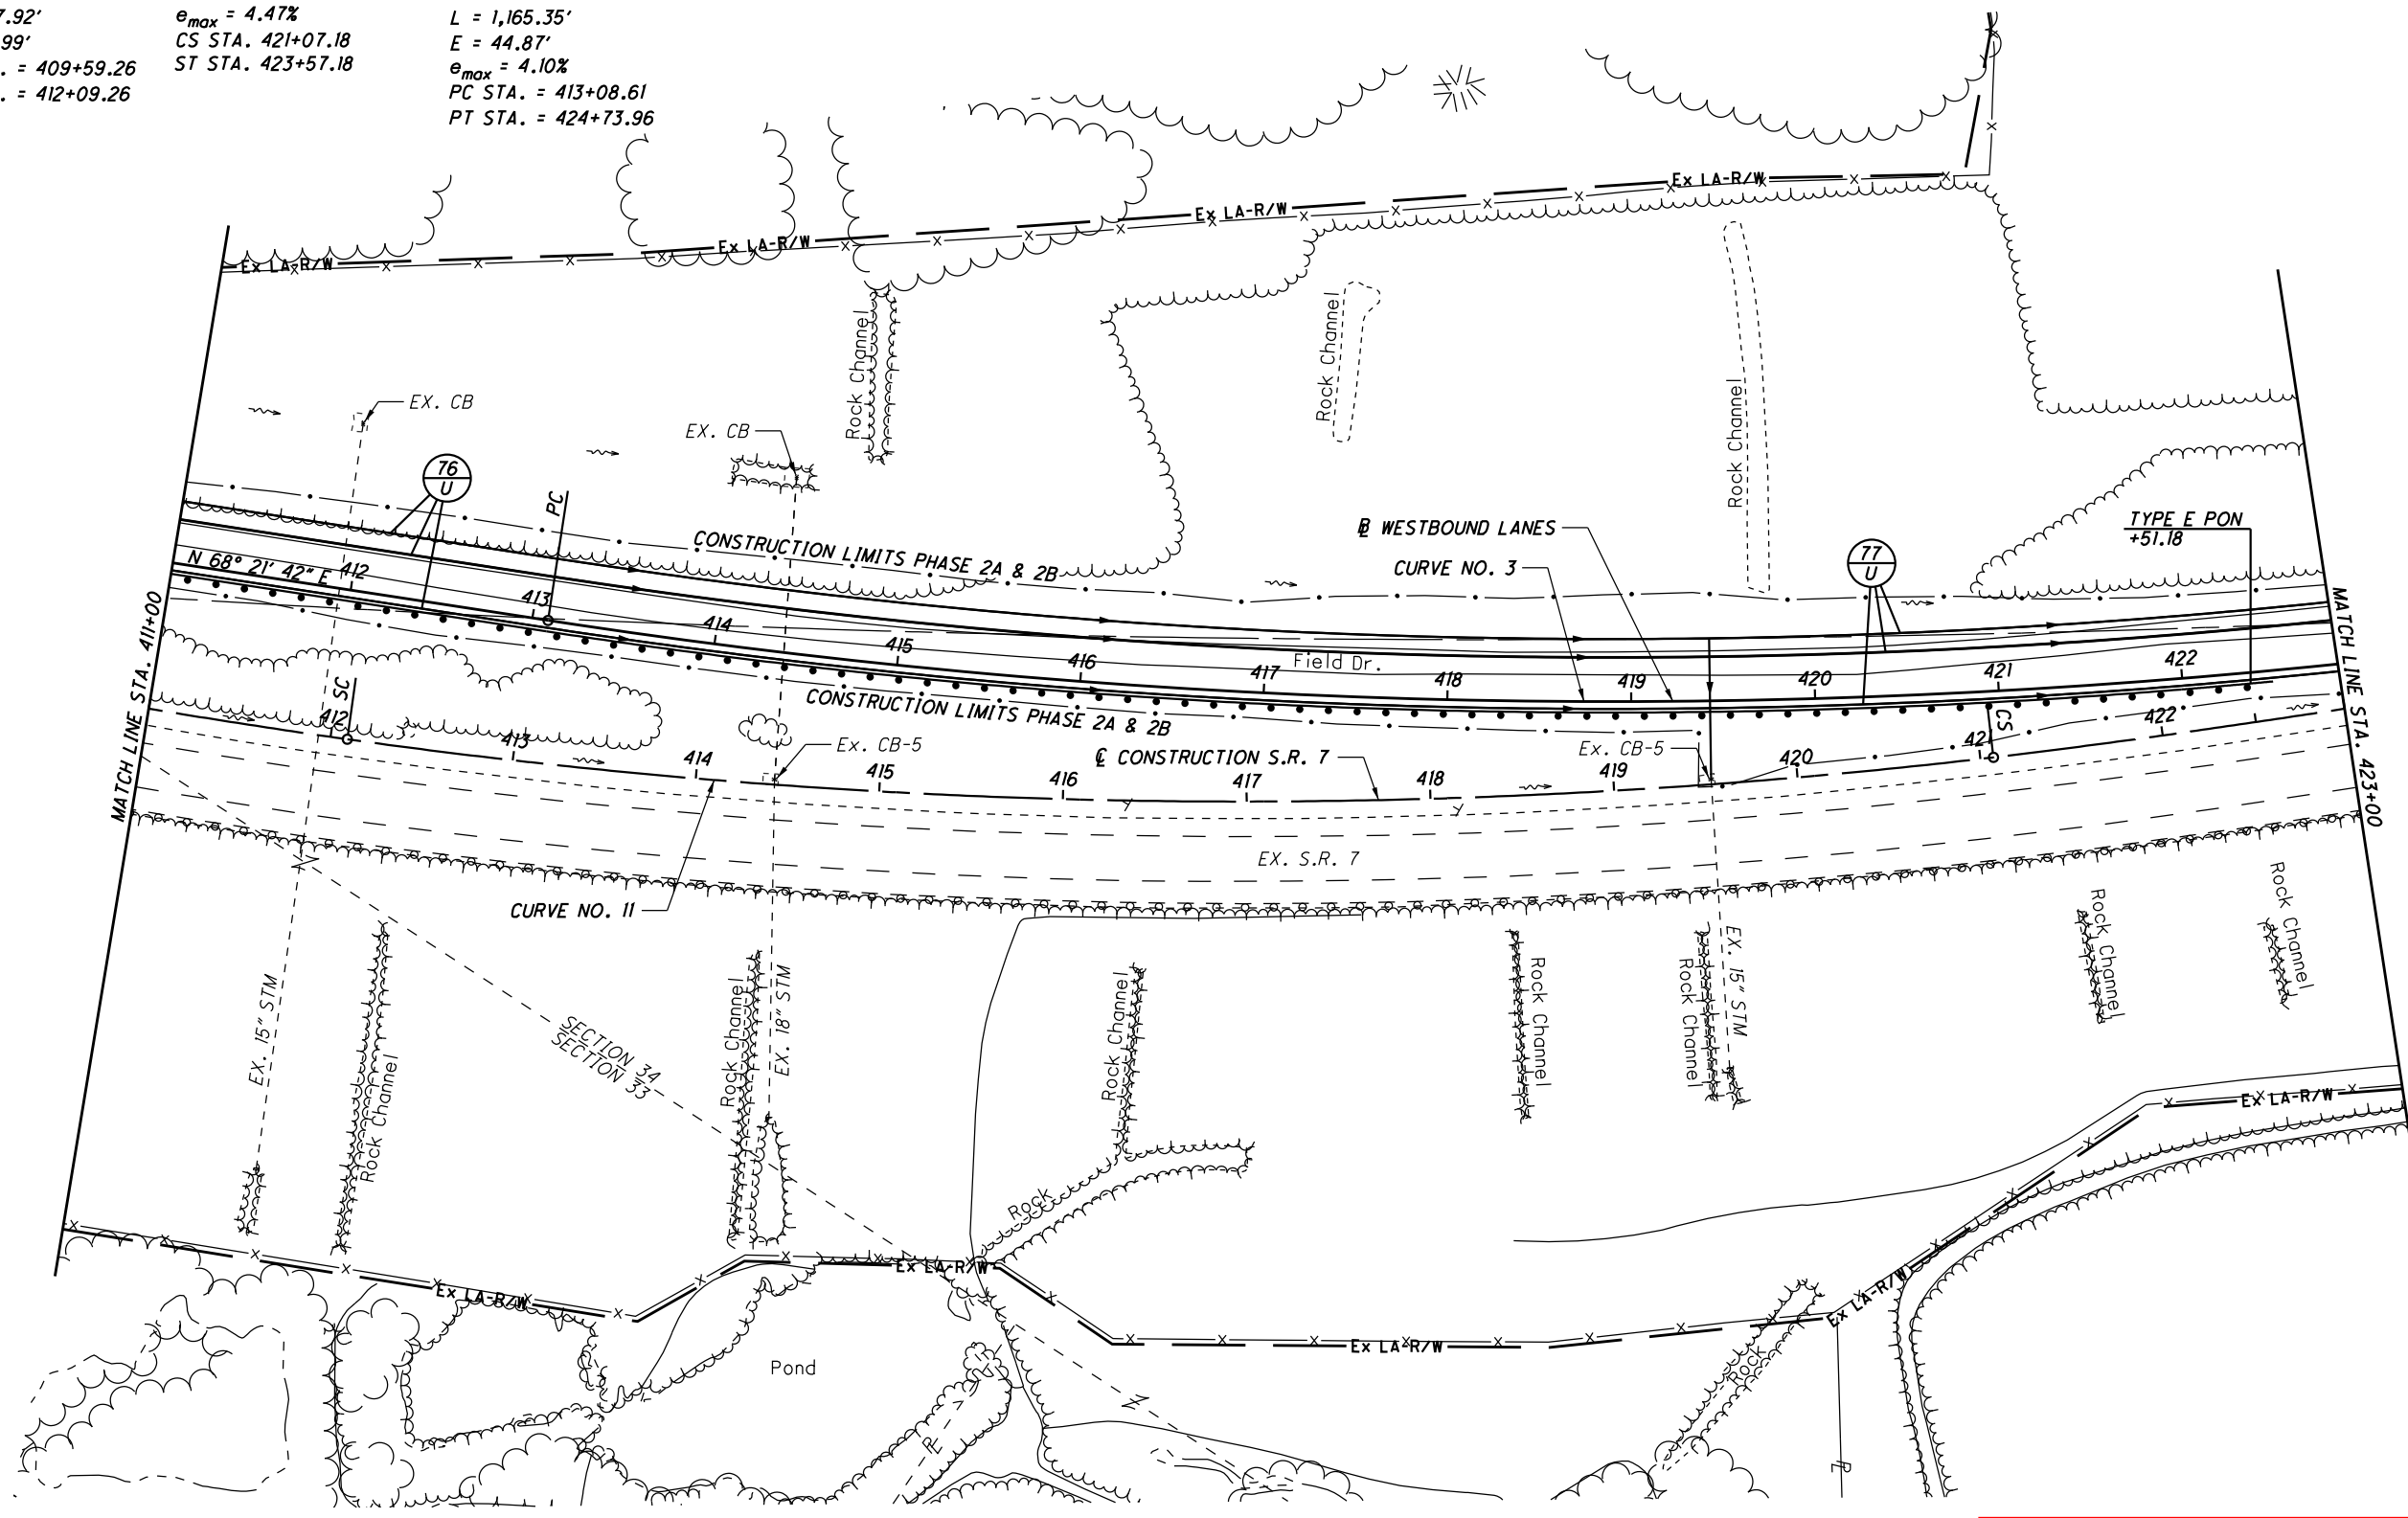 7.92'
99'
. = 409+59.26
. = 412+09.26
emax = 4.47%
CS STA. 421+07.18
ST STA. 423+57.18
L = 1,165.35'
E = 44.87'
emax = 4.10%
PC STA. = 413+08.61
PT STA. = 424+73.96
Ex LA-R/W
Ex LA-R/W
Ex LA-R/W
Ex LA-R/W
Rock Channel
Rock Channel
Rock Channel
EX. CB
EX. CB
76
U
PC
CONSTRUCTION LIMITS PHASE 2A & 2B
℄ WESTBOUND LANES
CURVE NO. 3
77
U
TYPE E PON
+51.18
MATCH LINE STA. 411+00
N 68° 21' 42" E
412
413
414
415
416
417
418
419
420
421
422
Field Dr.
MATCH LINE STA. 423+00
SC
CS
CONSTRUCTION LIMITS PHASE 2A & 2B
Ex. CB-5
℄ CONSTRUCTION S.R. 7
Ex. CB-5
412
413
414
415
416
417
418
419
420
421
422
EX. S.R. 7
CURVE NO. 11
EX. 15" STM
Rock Channel
SECTION 34
SECTION 33
Rock Channel
EX. 18" STM
Rock Channel
Rock Channel
Rock Channel
EX. 15" STM
Rock Channel
Rock Channel
Rock
Ex LA-R/W
Ex LA-R/W
Ex LA-R/W
Ex LA-R/W
Ex LA-R/W
Pond
Rock